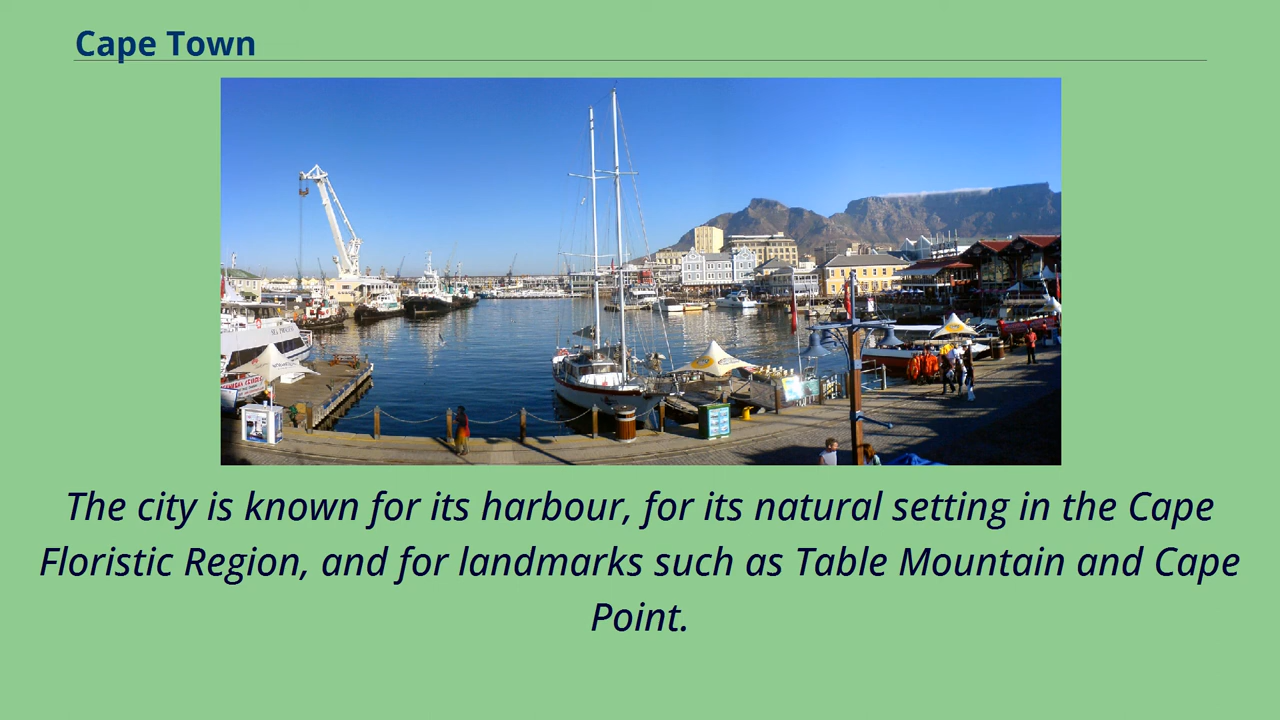 Cape Town
The city is known for its harbour, for its natural setting in the Cape
Floristic Region, and for landmarks such as Table Mountain and Cape
Point.